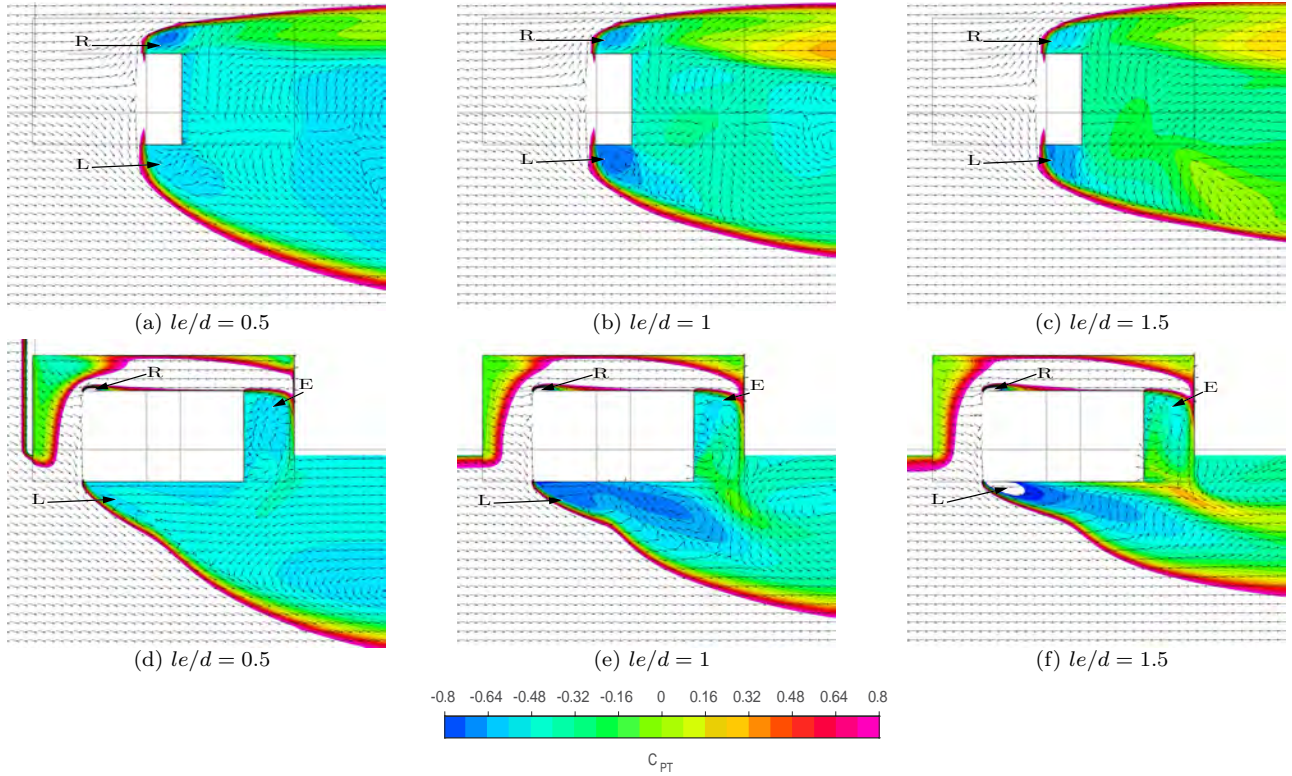 R
R
R
L
L
L
(a) le/d = 0.5
(b) le/d = 1
(c) le/d = 1.5
R
E
R
E
R
E
L
L
L
(d) le/d = 0.5
(e) le/d = 1
(f) le/d = 1.5
-0.8 -0.64 -0.48 -0.32 -0.16 0 0.16 0.32 0.48 0.64 0.8
C_PT